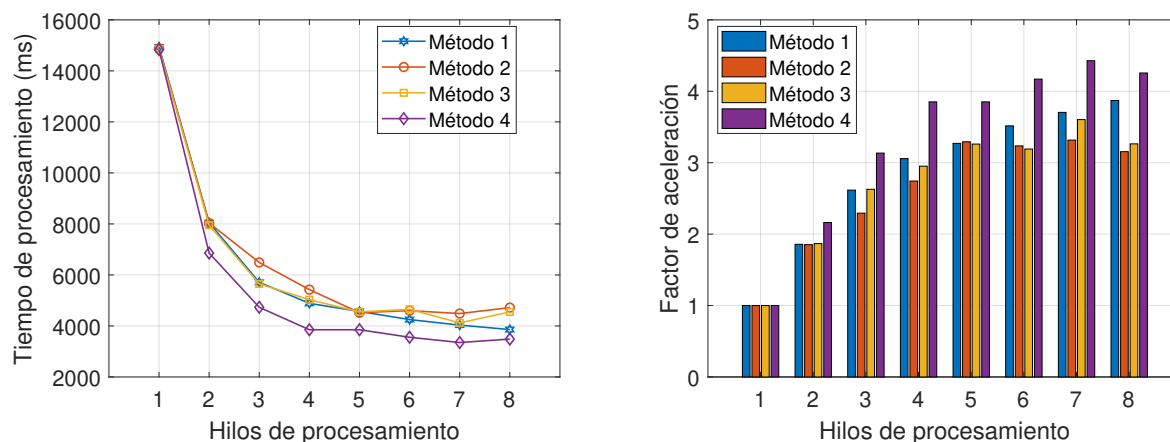 Tiempo de procesamiento (ms)
16000
14000
12000
10000
8000
6000
4000
2000
1 2 3 4 5 6 7 8
Hilos de procesamiento
Método 1
Método 2
Método 3
Método 4
Factor de aceleración
5
4
3
2
1
0
1 2 3 4 5 6 7 8
Hilos de procesamiento
Método 1
Método 2
Método 3
Método 4